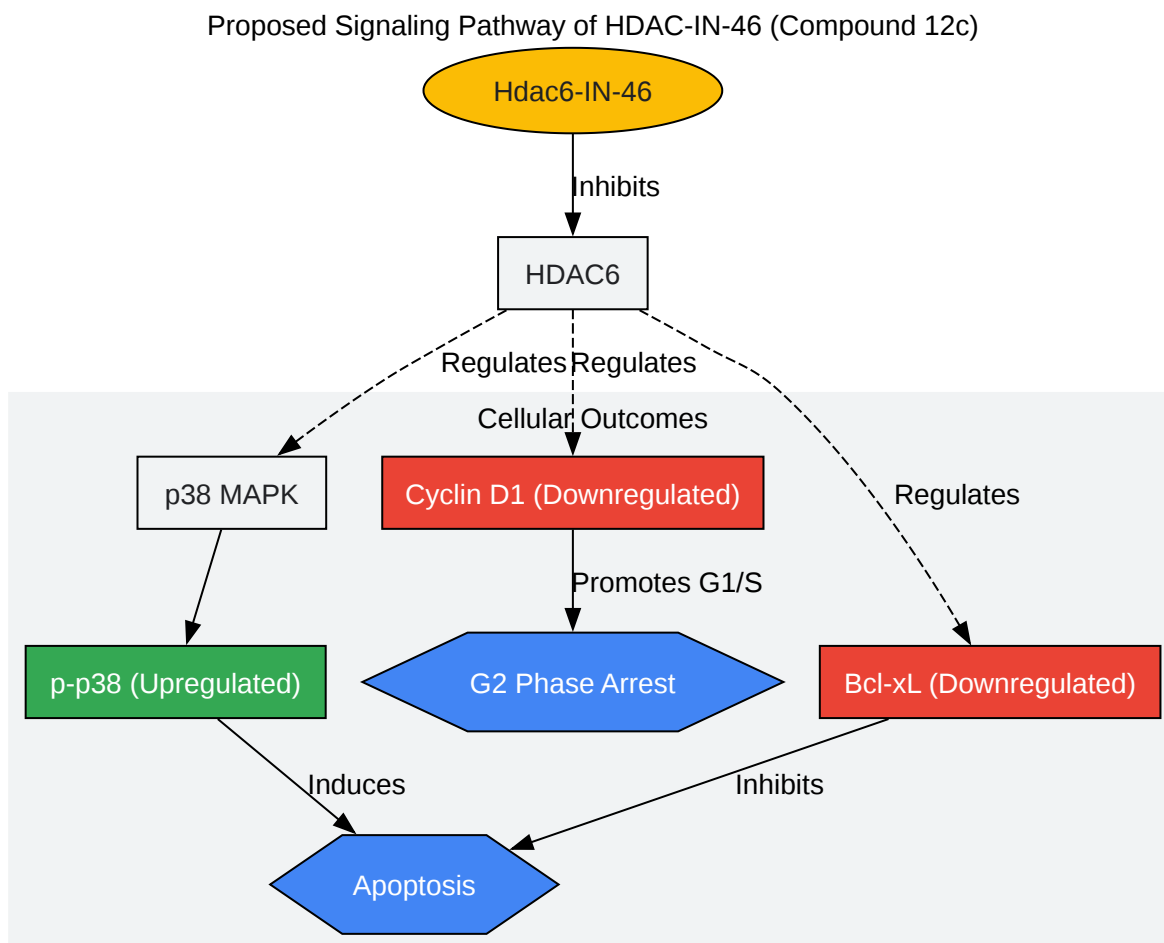 Proposed Signaling Pathway of HDAC-IN-46 (Compound 12c)
Hdac6-IN-46
Inhibits
HDAC6
Regulates
Regulates
Cellular Outcomes
p38 MAPK
Cyclin D1 (Downregulated)
Regulates
Promotes G1/S
p-p38 (Upregulated)
G2 Phase Arrest
Bcl-xL (Downregulated)
Induces
Inhibits
Apoptosis